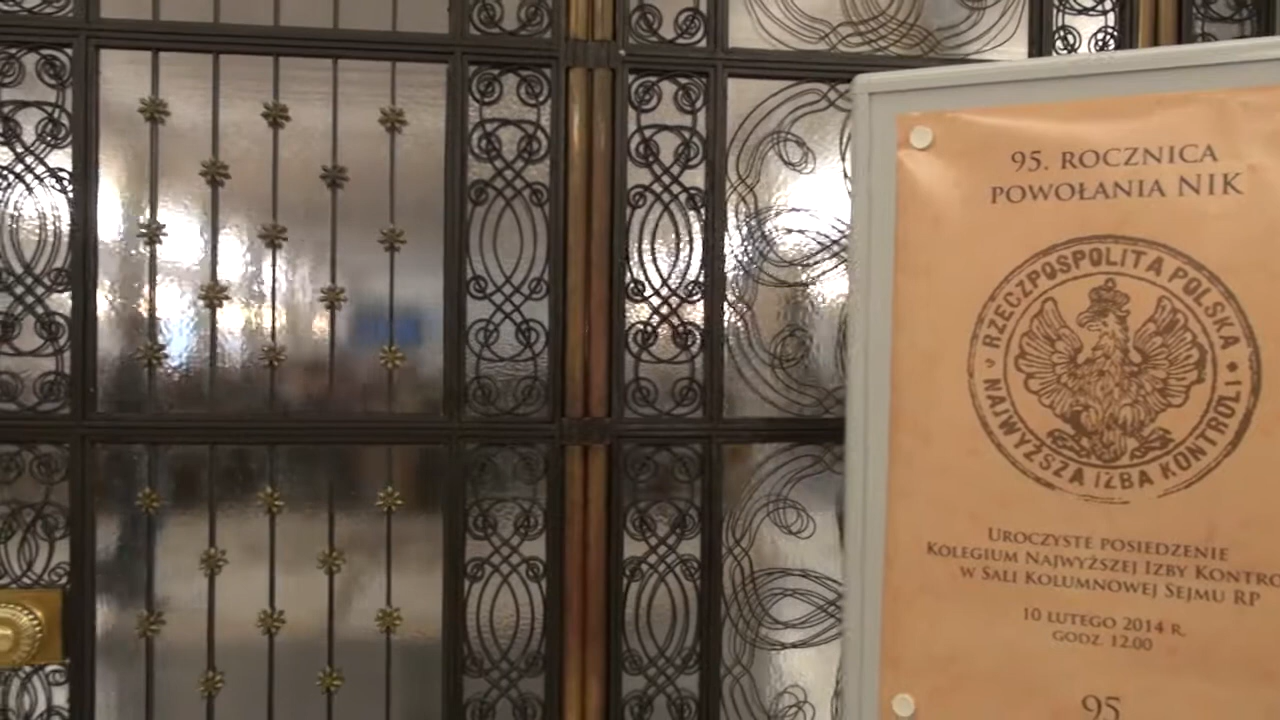 95. ROCZNICA
POWOŁANIA NIK
RZECZPOSPOLITA POLSKA
NAJWYŻSZA IZBA KONTROLI
UROCZYSTE POSIEDZENIE
KOLEGIUM NAJWYŻSZEJ IZBY KONTRO
W SALI KOLUMNOWEJ SEJMU RP
10 LUTEGO 2014 R.
GODZ. 12.00
95